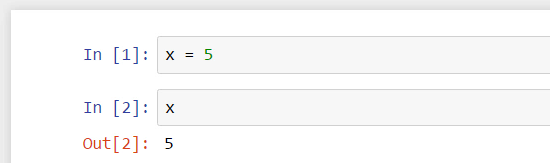 In [1]: x = 5
In [2]: x
Out[2]: 5